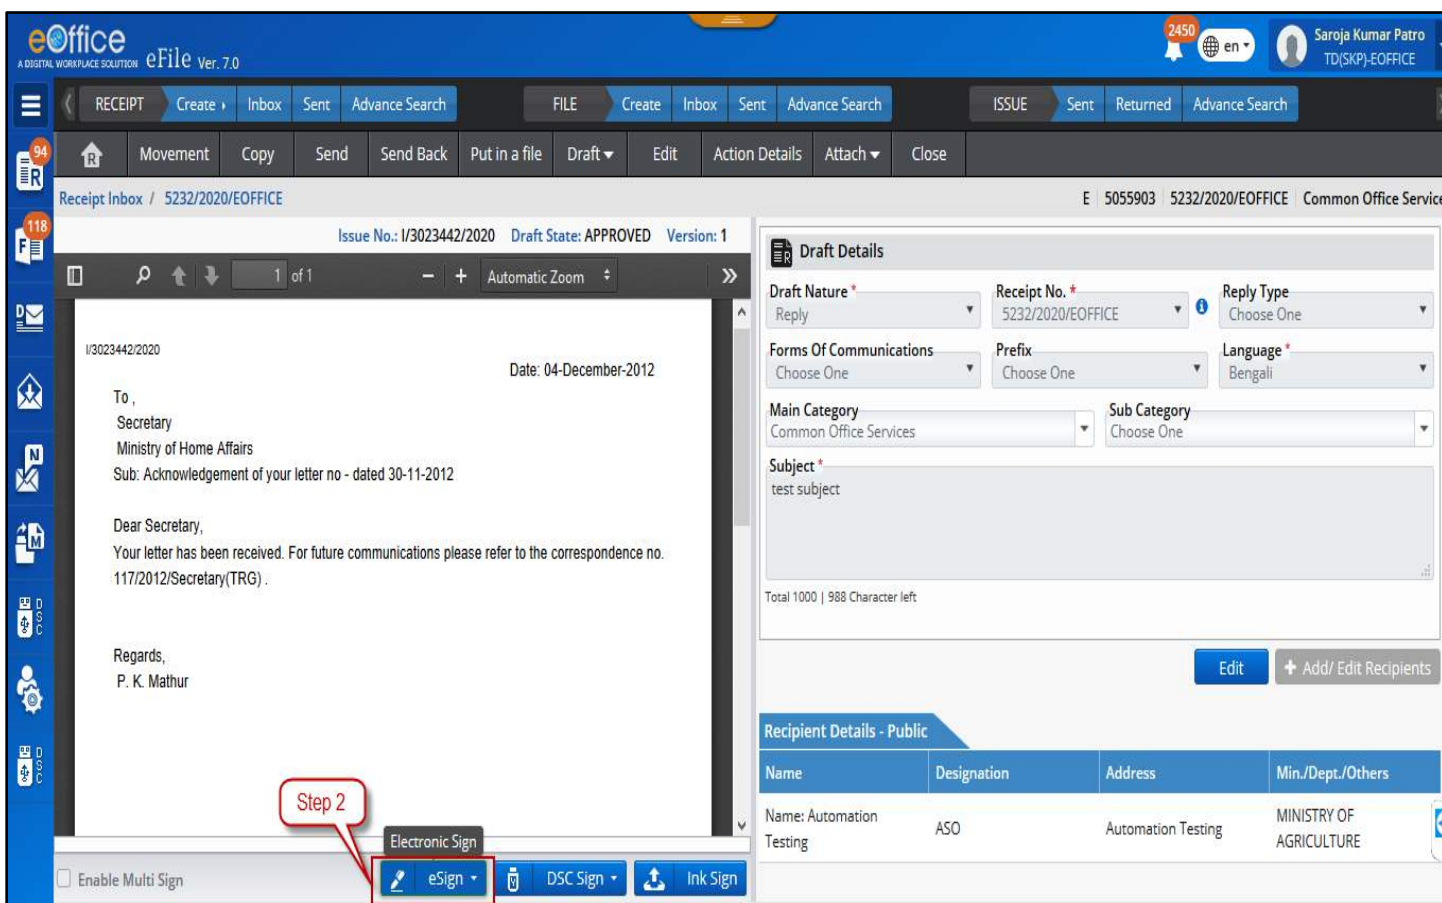 eOffice
A DIGITAL WORKPLACE SOLUTION eFile Ver. 7.0
2450
en
Saroja Kumar Patro
TD(SKP)-EOFFICE
RECEIPT Create Inbox Sent Advance Search FILE Create Inbox Sent Advance Search ISSUE Sent Returned Advance Search
94
R
R Movement Copy Send Send Back Put in a file Draft Edit Action Details Attach Close
Receipt Inbox / 5232/2020/EOFFICE
E 5055903 5232/2020/EOFFICE Common Office Service
118
F
Issue No.: I/3023442/2020 Draft State: APPROVED Version: 1
1 of 1 − + Automatic Zoom
D
I/3023442/2020
Date: 04-December-2012
To ,
Secretary
Ministry of Home Affairs
Sub: Acknowledgement of your letter no - dated 30-11-2012
Dear Secretary,
Your letter has been received. For future communications please refer to the correspondence no.
117/2012/Secretary(TRG) .
Regards,
P. K. Mathur
N
M
DSC
DSC
Step 2
Electronic Sign
Enable Multi Sign
eSign DSC Sign Ink Sign
R Draft Details
Draft Nature * Receipt No. * Reply Type
Reply 5232/2020/EOFFICE Choose One
Forms Of Communications Prefix Language *
Choose One Choose One Bengali
Main Category Sub Category
Common Office Services Choose One
Subject *
test subject
Total 1000 | 988 Character left
Edit + Add/ Edit Recipients
Recipient Details - Public
Name Designation Address Min./Dept./Others
Name: Automation Testing ASO Automation Testing MINISTRY OF AGRICULTURE